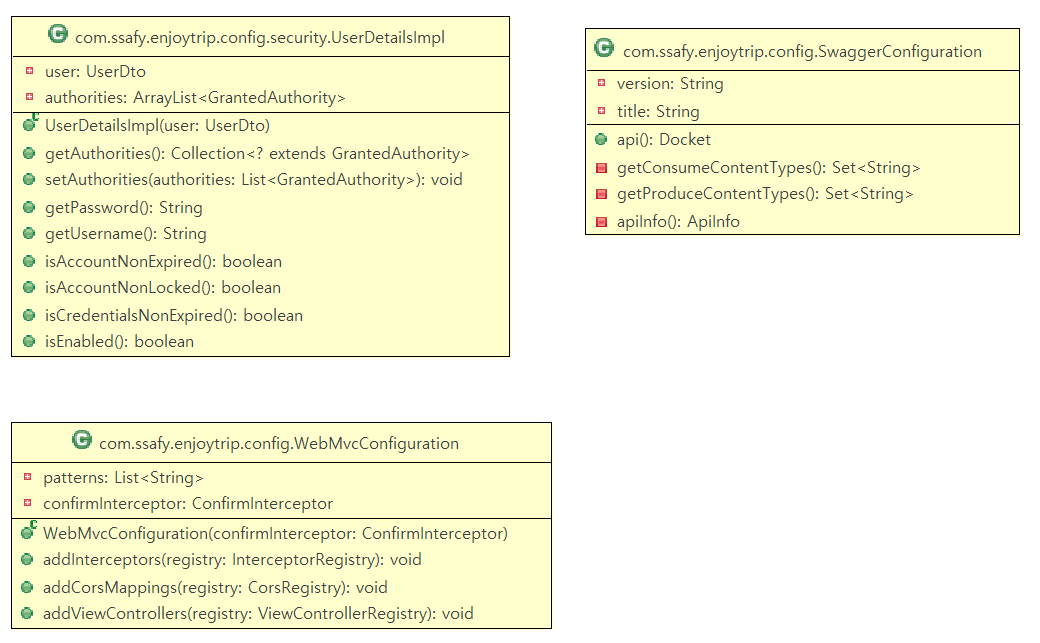 com.ssafy.enjoytrip.config.security.UserDetailsImpl
user: UserDto
authorities: ArrayList<GrantedAuthority>
UserDetailsImpl(user: UserDto)
getAuthorities(): Collection<? extends GrantedAuthority>
setAuthorities(authorities: List<GrantedAuthority>): void
getPassword(): String
getUsername(): String
isAccountNonExpired(): boolean
isAccountNonLocked(): boolean
isCredentialsNonExpired(): boolean
isEnabled(): boolean
com.ssafy.enjoytrip.config.SwaggerConfiguration
version: String
title: String
api(): Docket
getConsumeContentTypes(): Set<String>
getProduceContentTypes(): Set<String>
apiInfo(): ApiInfo
com.ssafy.enjoytrip.config.WebMvcConfiguration
patterns: List<String>
confirmInterceptor: ConfirmInterceptor
WebMvcConfiguration(confirmInterceptor: ConfirmInterceptor)
addInterceptors(registry: InterceptorRegistry): void
addCorsMappings(registry: CorsRegistry): void
addViewControllers(registry: ViewControllerRegistry): void